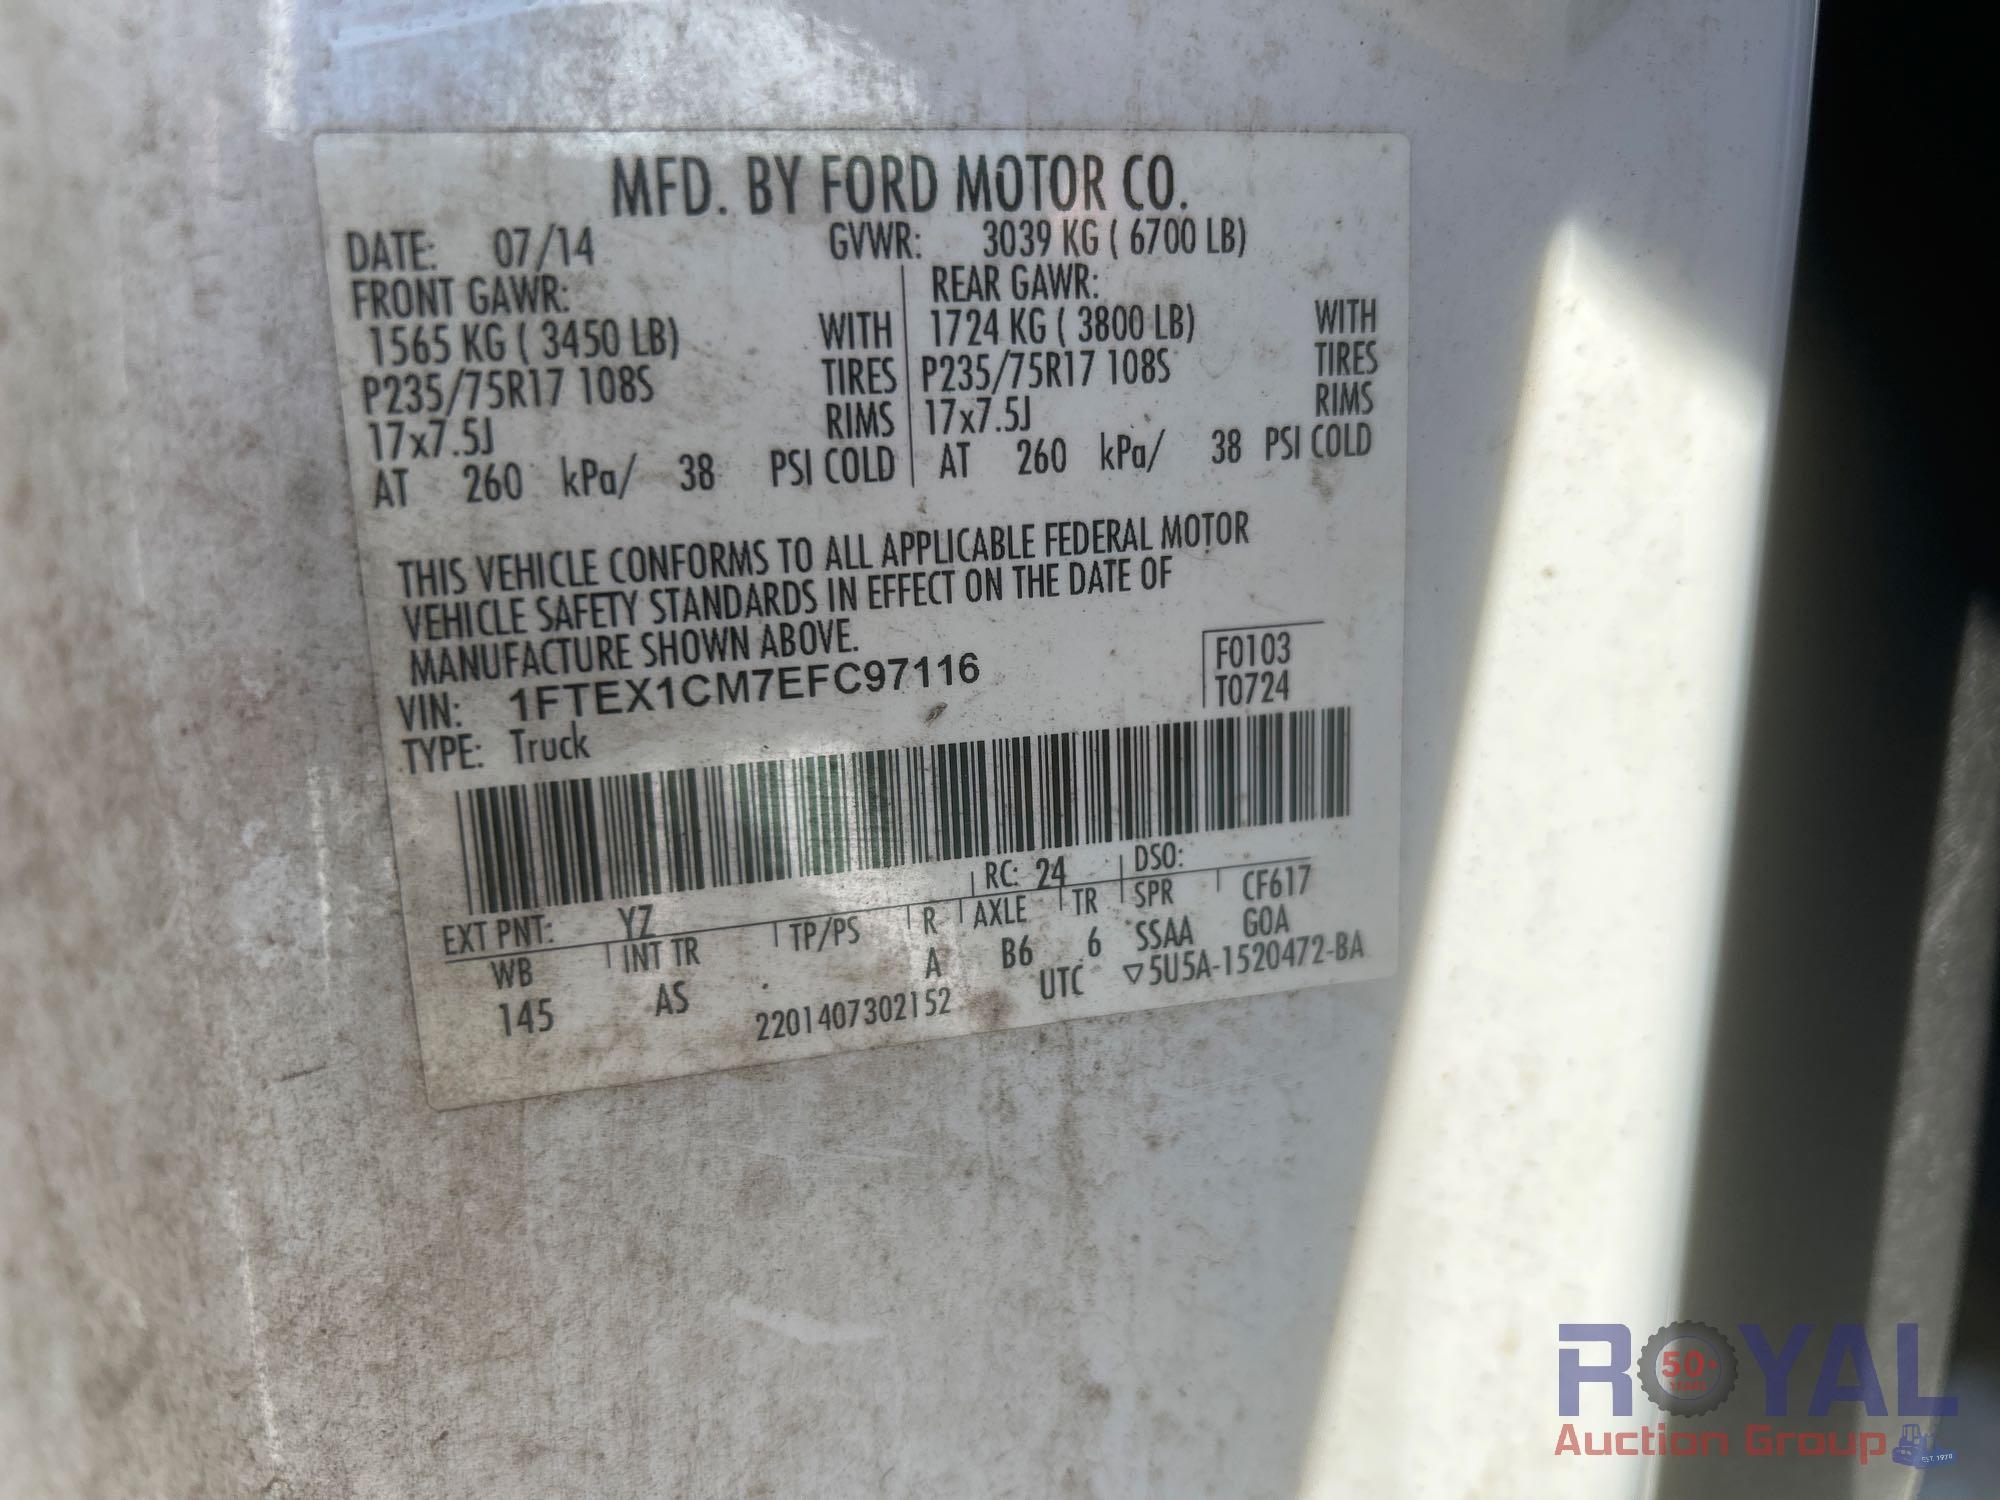 MFD. BY FORD MOTOR CO.
DATE: 07/14 GVWR: 3039 KG ( 6700 LB)
FRONT GAWR: REAR GAWR:
1565 KG ( 3450 LB) WITH 1724 KG ( 3800 LB) WITH
P235/75R17 108S TIRES P235/75R17 108S TIRES
17x7.5J RIMS 17x7.5J RIMS
AT 260 kPa/ 38 PSI COLD AT 260 kPa/ 38 PSI COLD
THIS VEHICLE CONFORMS TO ALL APPLICABLE FEDERAL MOTOR
VEHICLE SAFETY STANDARDS IN EFFECT ON THE DATE OF
MANUFACTURE SHOWN ABOVE.
VIN: 1FTEX1CM7EFC97116 F0103
TYPE: Truck T0724
EXT PNT: YZ RC: 24 DSO:
WB INT TR TP/PS R AXLE TR SPR CF617
145 AS A B6 6 SSAA GOA
2201407302152 UTC ▽5U5A-1520472-BA
ROYAL
50+
YEARS
Auction Group
EST. 1970